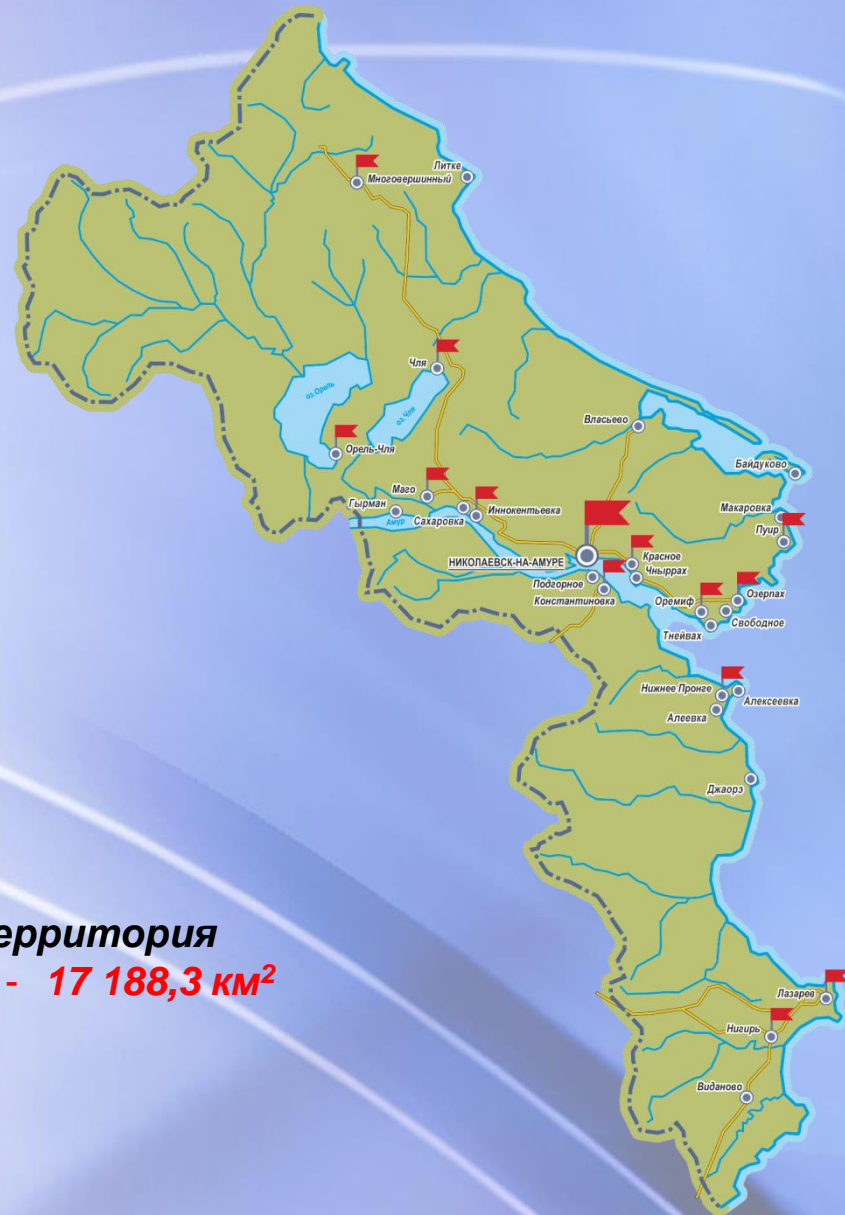 Литке
Многовершинный
Чля
оз.Орель
оз.Чля
Власьево
Орель-Чля
Байдуково
Маго
Гырман
Иннокентьевка
Макаровка
Сахаровка
Пуир
Амур
НИКОЛАЕВСК-НА-АМУРЕ
Красное
Чныррах
Подгорное
Константиновка
Оремиф
Озерпах
Свободное
Тнейвах
Нижнее Пронге
Алексеевка
Алеевка
Джаорэ
ерритория
- 17 188,3 км²
Лазарев
Нигирь
Виданово